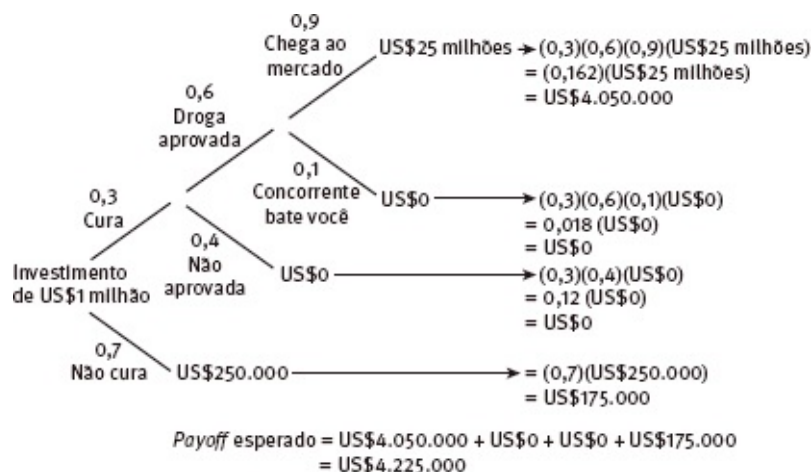 0,9
Chega ao
mercado
US$25 milhões
(0,3)(0,6)(0,9)(US$25 milhões)
= (0,162)(US$25 milhões)
= US$4.050.000
0,6
Droga
aprovada
0,1
Concorrente
bate você
US$0
(0,3)(0,6)(0,1)(US$0)
= 0,018 (US$0)
= US$0
0,3
Cura
0,4
Não
aprovada
US$0
(0,3)(0,4)(US$0)
= 0,12 (US$0)
= US$0
Investimento
de US$1 milhão
0,7
Não cura
US$250.000
= (0,7)(US$250.000)
= US$175.000
Payoff esperado = US$4.050.000 + US$0 + US$0 + US$175.000
= US$4.225.000